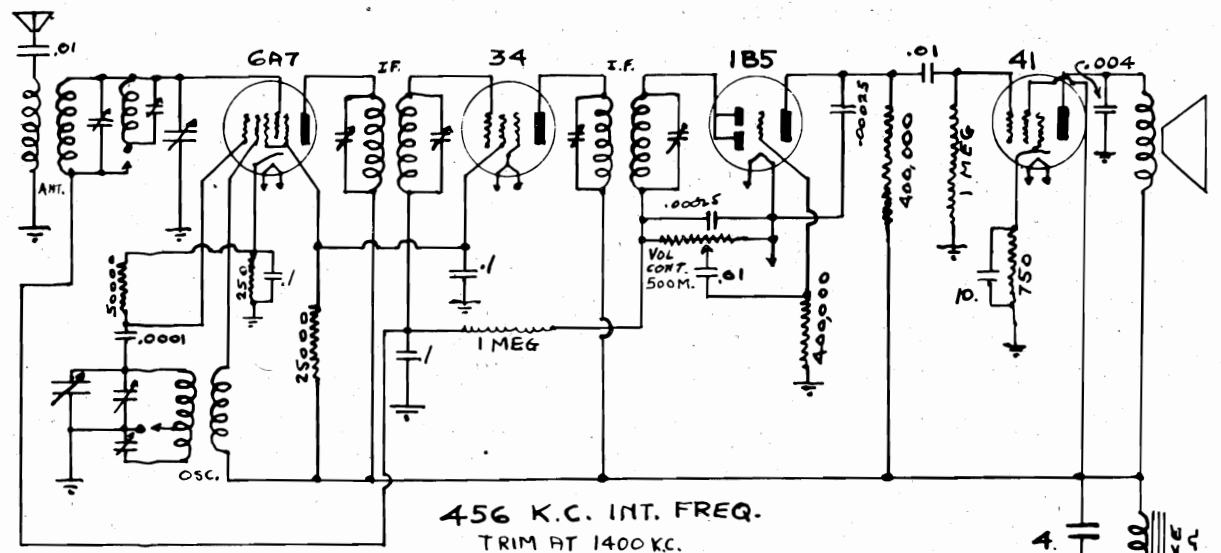 .01
6A7
I.F.
34
I.F.
1B5
.01
41
.004
.00025
400,000
1 MEG
ANT.
50000
250
.1
.1
.00025
VOL
CONT.
500M.
.01
400,000
10.
750
.0001
25000
1 MEG
.1
OSC.
456 K.C. INT. FREQ.
TRIM AT 1400 KC.
4.